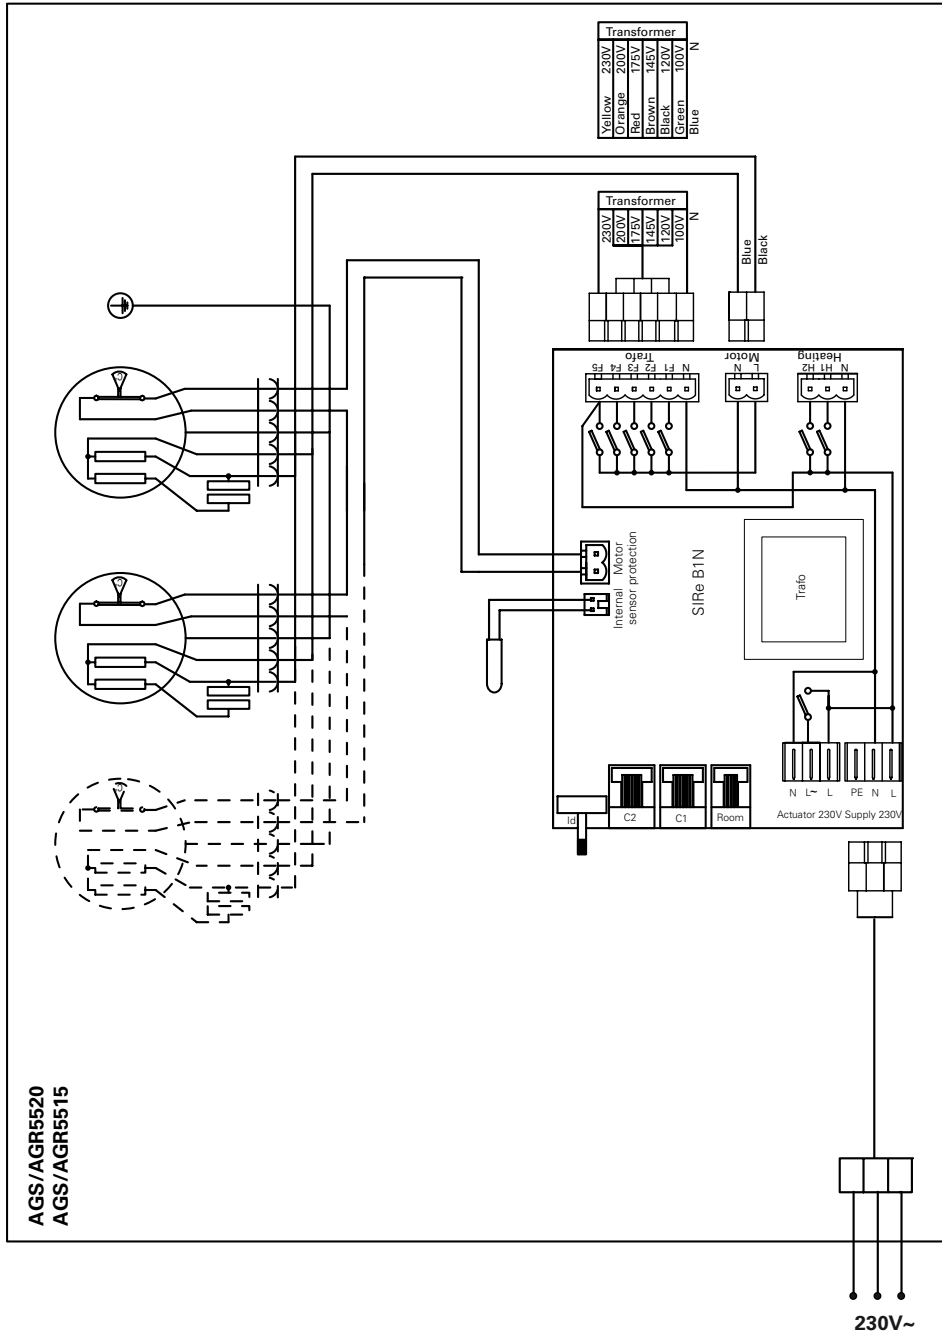 Transformer
Yellow 230V
Orange 200V
Red 175V
Brown 145V
Black 120V
Green 100V
Blue N
Transformer
230V
200V
175V
145V
120V
100V
N
Blue
Black
Trafo
F5 F4 F3 F2 F1 N
Motor
N L
Heating
H2 H1 N
Internal Motor
sensor protection
SIRe B1N
Trafo
Id
C2
C1
Room
N L~ L PE N L
Actuator 230V Supply 230V
AGS/AGR5520
AGS/AGR5515
230V~